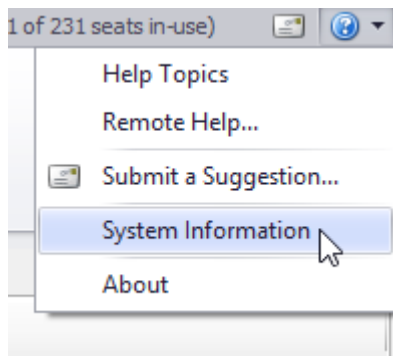 1 of 231 seats in-use)
Help Topics
Remote Help...
Submit a Suggestion...
System Information
About